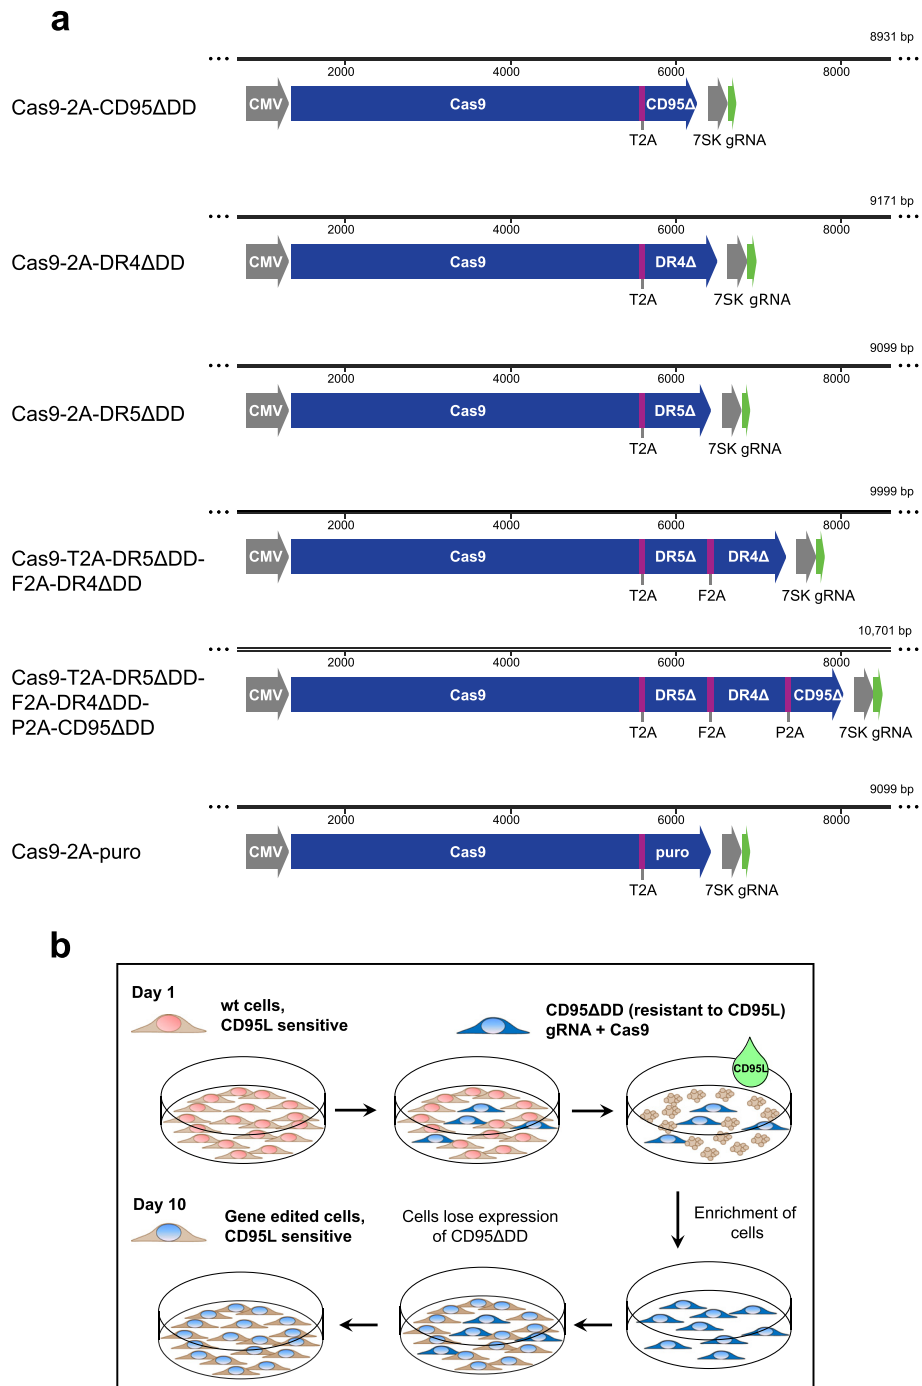 a
8931 bp
2000 4000 6000 8000
Cas9-2A-CD95ΔDD
CMV Cas9 CD95Δ
T2A 7SK gRNA
9171 bp
2000 4000 6000 8000
Cas9-2A-DR4ΔDD
CMV Cas9 DR4Δ
T2A 7SK gRNA
9099 bp
2000 4000 6000 8000
Cas9-2A-DR5ΔDD
CMV Cas9 DR5Δ
T2A 7SK gRNA
9999 bp
2000 4000 6000 8000
Cas9-T2A-DR5ΔDD-
F2A-DR4ΔDD
CMV Cas9 DR5Δ DR4Δ
T2A F2A 7SK gRNA
10,701 bp
2000 4000 6000 8000
Cas9-T2A-DR5ΔDD-
F2A-DR4ΔDD-
P2A-CD95ΔDD
CMV Cas9 DR5Δ DR4Δ CD95Δ
T2A F2A P2A 7SK gRNA
9099 bp
2000 4000 6000 8000
Cas9-2A-puro
CMV Cas9 puro
T2A 7SK gRNA
b
Day 1
wt cells,
CD95L sensitive
CD95ΔDD (resistant to CD95L)
gRNA + Cas9
CD95L
Enrichment of
cells
Day 10
Gene edited cells,
CD95L sensitive
Cells lose expression
of CD95ΔDD